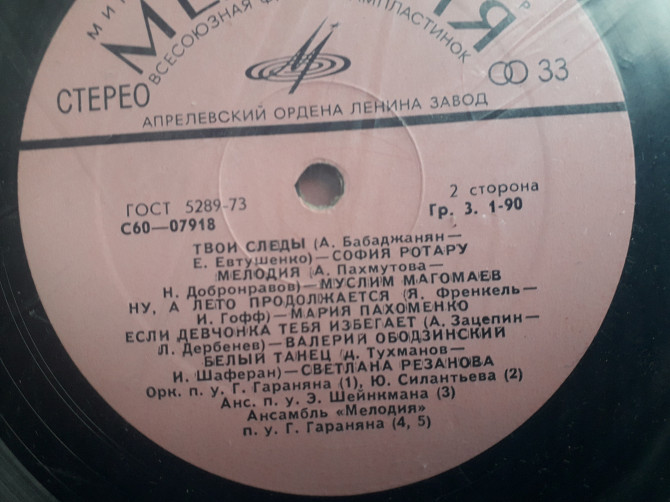 СТЕРЕО
33
АПРЕЛЕВСКИЙ ОРДЕНА ЛЕНИНА ЗАВОД
ГОСТ 5289-73
2 сторона
С60—07918
Гр. 3. 1-90
ТВОИ СЛЕДЫ (А. Бабаджанян—
Е. Евтушенко)—СОФИЯ РОТАРУ
МЕЛОДИЯ (А. Пахмутова—
Н. Добронравов)—МУСЛИМ МАГОМАЕВ
НУ, А ЛЕТО ПРОДОЛЖАЕТСЯ (Я. Френкель—
И. Гофф)—МАРИЯ ПАХОМЕНКО
ЕСЛИ ДЕВЧОНКА ТЕБЯ ИЗБЕГАЕТ (А. Зацепин—
Л. Дербенев)—ВАЛЕРИЙ ОБОДЗИНСКИЙ
БЕЛЫЙ ТАНЕЦ (Д. Тухманов—
И. Шаферан)—СВЕТЛАНА РЕЗАНОВА
Орк. п. у. Г. Гараняна (1), Ю. Силантьева (2)
Анс. п. у. Э. Шейнкмана (3)
Ансамбль «Мелодия»
п. у. Г. Гараняна (4, 5)